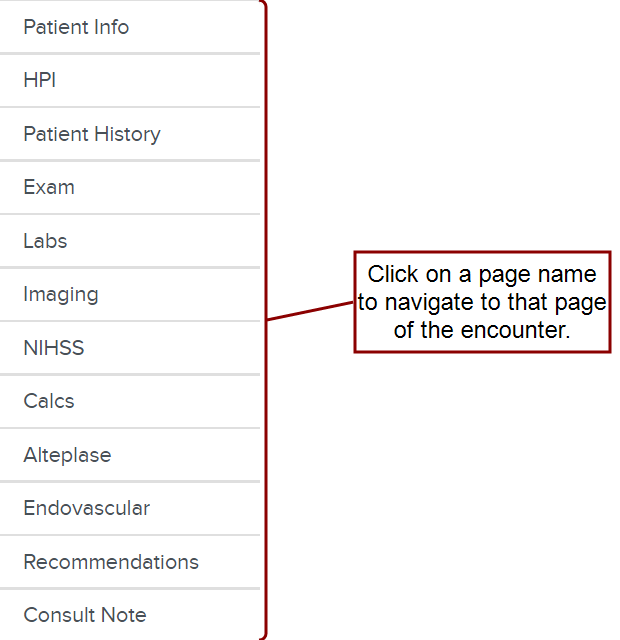 Patient Info
HPI
Patient History
Exam
Labs
Imaging
NIHSS
Calcs
Alteplase
Endovascular
Recommendations
Consult Note
Click on a page name
to navigate to that page
of the encounter.